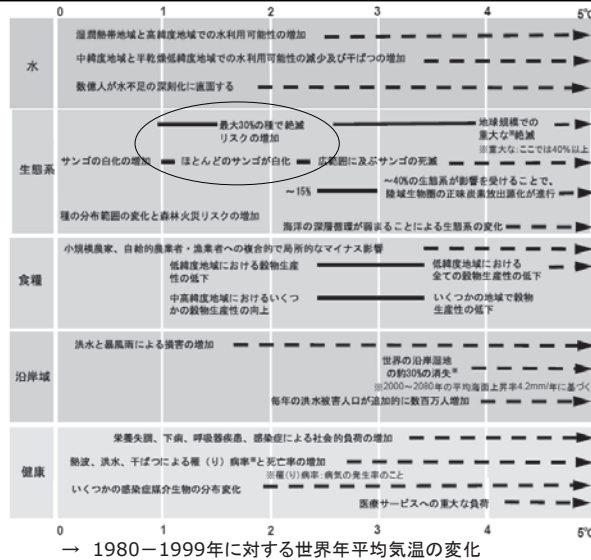 0 1 2 3 4 5℃
水
湿潤熱帯地域と高緯度地域での水利用可能性の増加
中緯度地域と半乾燥低緯度地域での水利用可能性の減少及び干ばつの増加
数億人が水不足の深刻化に直面する
生態系
最大30%の種で絶滅
リスクの増加
地球規模での
重大な※絶滅
※重大な:ここでは40%以上
サンゴの白化の増加
ほとんどのサンゴが白化
広範囲に及ぶサンゴの死滅
~15%
~40%の生態系が影響を受けることで、
陸域生物圏の正味炭素放出源化が進行
種の分布範囲の変化と森林火災リスクの増加
海洋の深層循環が弱まることによる生態系の変化
食糧
小規模農家、自給的農業者・漁業者への複合的で局所的なマイナス影響
低緯度地域における穀物生産
性の低下
低緯度地域における
全ての穀物生産性の低下
中高緯度地域におけるいくつ
かの穀物生産性の向上
いくつかの地域で穀物
生産性の低下
沿岸域
洪水と暴風雨による損害の増加
世界の沿岸湿地
の約30%の消失※
※2000~2080年の平均海面上昇率4.2mm/年に基づく
毎年の洪水被害人口が追加的に数百万人増加
健康
栄養失調、下痢、呼吸器疾患、感染症による社会的負荷の増加
熱波、洪水、干ばつによる罹(り)病率※と死亡率の増加
※罹(り)病率:病気の発生率のこと
いくつかの感染症媒介生物の分布変化
医療サービスへの重大な負荷
0 1 2 3 4 5℃
→ 1980-1999年に対する世界年平均気温の変化